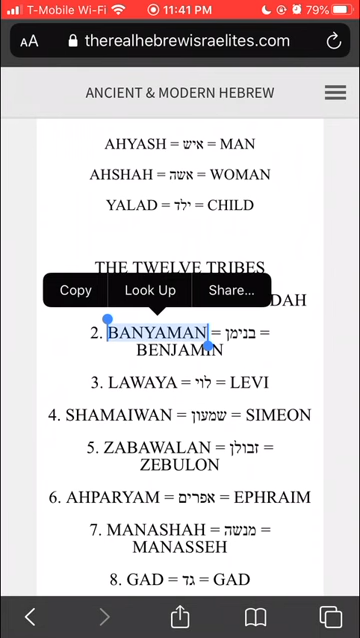 T-Mobile Wi-Fi 11:41 PM 79%
AA therealhebrewisraelites.com
ANCIENT & MODERN HEBREW
AHYASH = איש = MAN
AHSHAH = אשה = WOMAN
YALAD = ילד = CHILD
THE TWELVE TRIBES
Copy Look Up Share...
DAH
2. BANYAMAN = בנימן =
BENJAMIN
3. LAWAYA = לוי = LEVI
4. SHAMAIWAN = שמעון = SIMEON
5. ZABAWALAN = זבולן =
ZEBULON
6. AHPARYAM = אפרים = EPHRAIM
7. MANASHAH = מנשה =
MANASSEH
8. GAD = גד = GAD